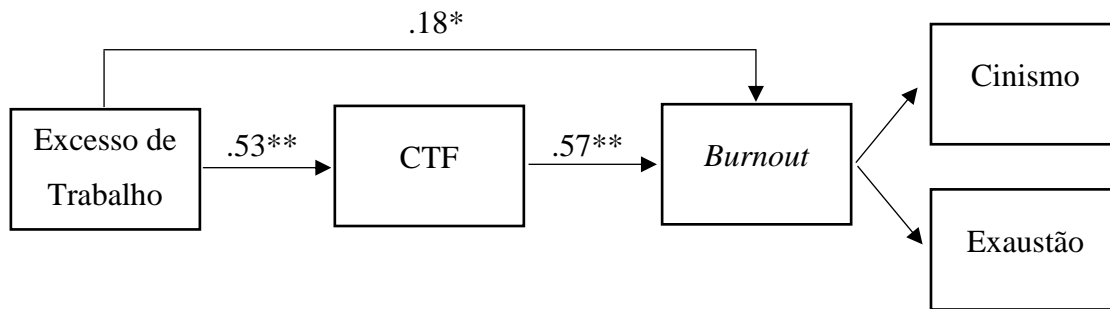 .18*
Excesso de
Trabalho
.53**
CTF
.57**
Burnout
Cinismo
Exaustão